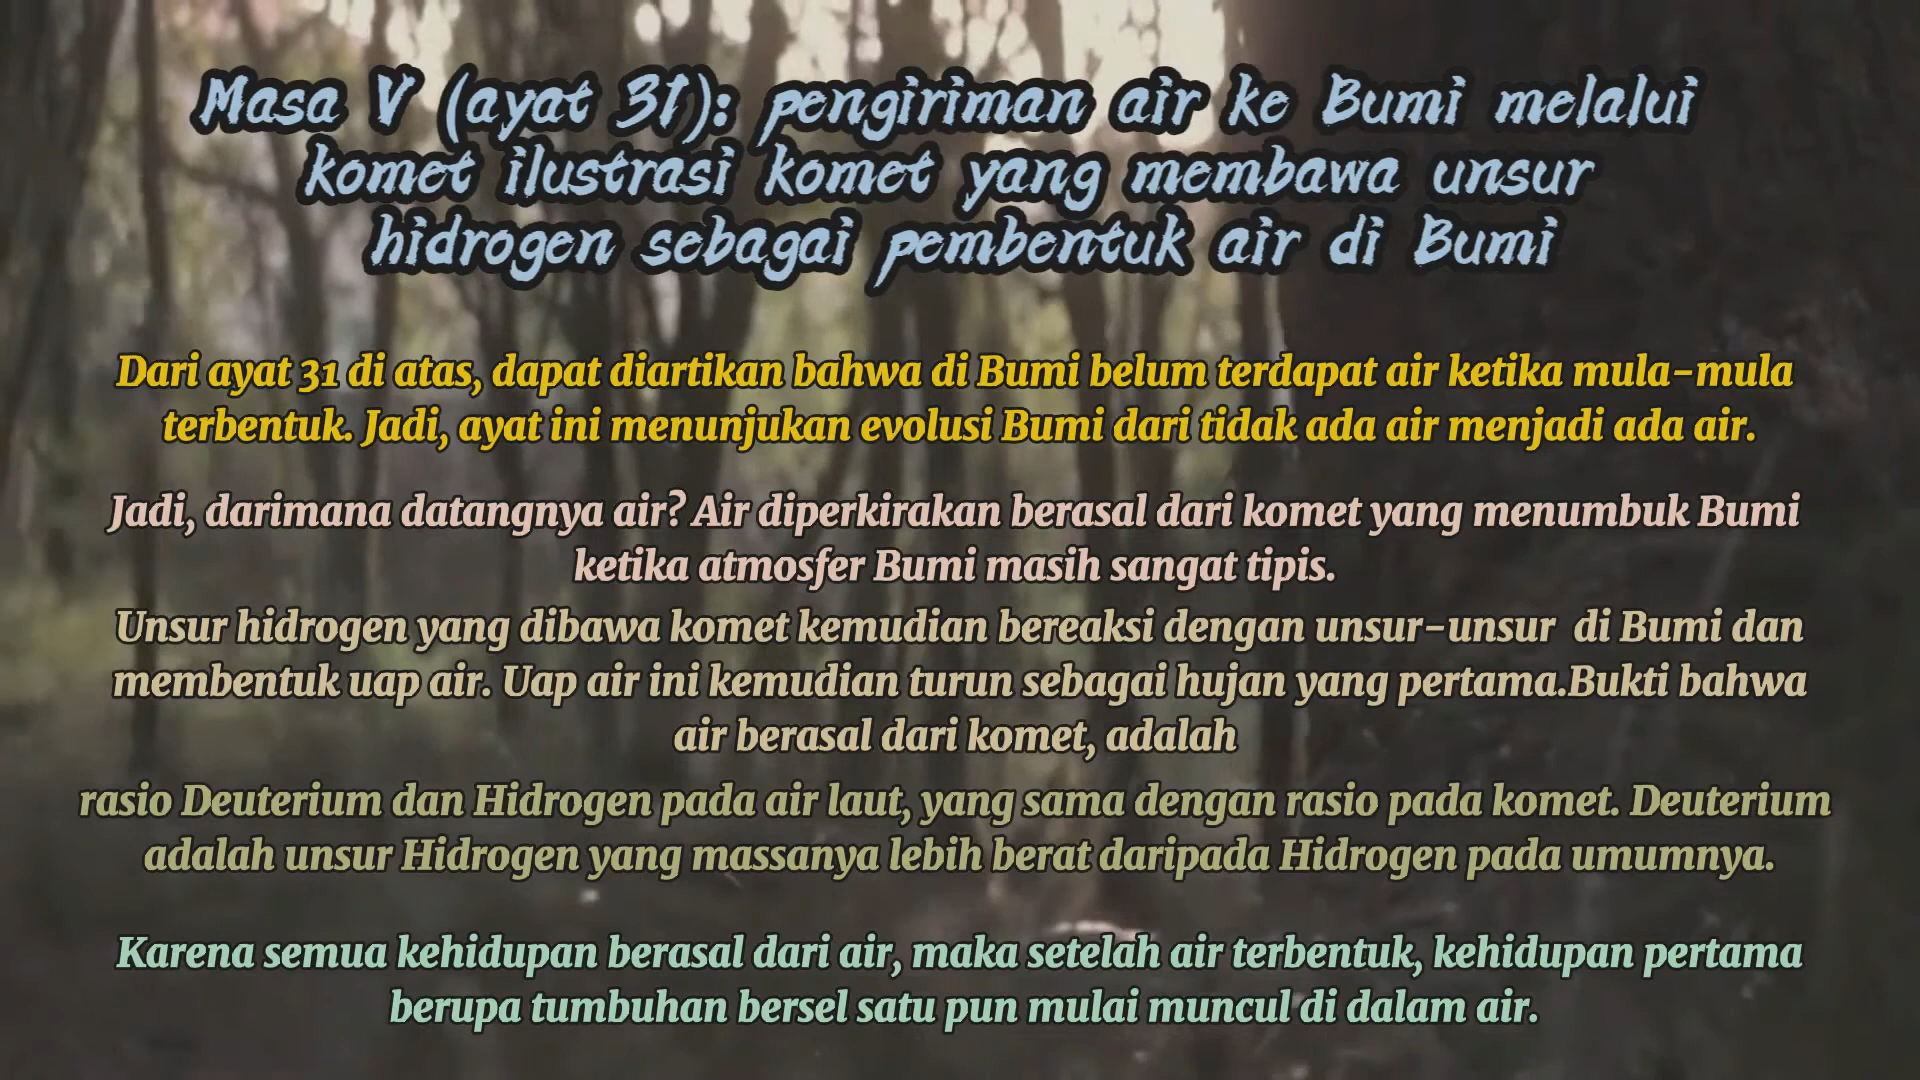 Masa V (ayat 31): pengiriman air ke Bumi melalui
komet ilustrasi komet yang membawa unsur
hidrogen sebagai pembentuk air di Bumi
Dari ayat 31 di atas, dapat diartikan bahwa di Bumi belum terdapat air ketika mula-mula
terbentuk. Jadi, ayat ini menunjukan evolusi Bumi dari tidak ada air menjadi ada air.
Jadi, darimana datangnya air? Air diperkirakan berasal dari komet yang menumbuk Bumi
ketika atmosfer Bumi masih sangat tipis.
Unsur hidrogen yang dibawa komet kemudian bereaksi dengan unsur-unsur di Bumi dan
membentuk uap air. Uap air ini kemudian turun sebagai hujan yang pertama.Bukti bahwa
air berasal dari komet, adalah
rasio Deuterium dan Hidrogen pada air laut, yang sama dengan rasio pada komet. Deuterium
adalah unsur Hidrogen yang massanya lebih berat daripada Hidrogen pada umumnya.
Karena semua kehidupan berasal dari air, maka setelah air terbentuk, kehidupan pertama
berupa tumbuhan bersel satu pun mulai muncul di dalam air.